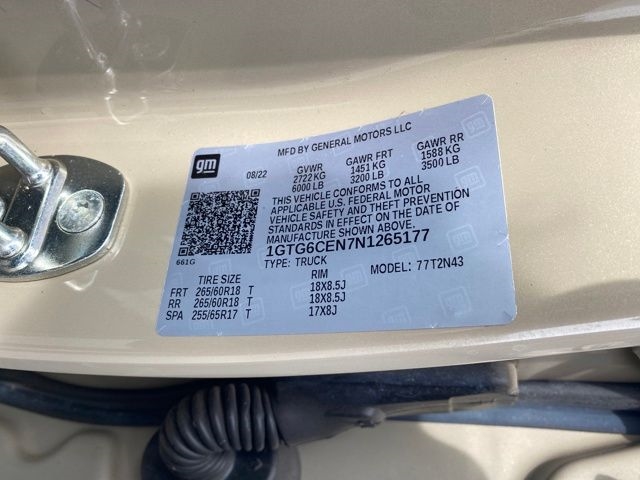 gm
MFD BY GENERAL MOTORS LLC
08/22
GVWR GAWR FRT GAWR RR
2722 KG 1451 KG 1588 KG
6000 LB 3200 LB 3500 LB
THIS VEHICLE CONFORMS TO ALL
APPLICABLE U.S. FEDERAL MOTOR
VEHICLE SAFETY AND THEFT PREVENTION
STANDARDS IN EFFECT ON THE DATE OF
MANUFACTURE SHOWN ABOVE.
1GTG6CEN7N1265177
661G
TYPE: TRUCK MODEL: 77T2N43
TIRE SIZE RIM
FRT 265/60R18 T 18X8.5J
RR 265/60R18 T 18X8.5J
SPA 255/65R17 T 17X8J